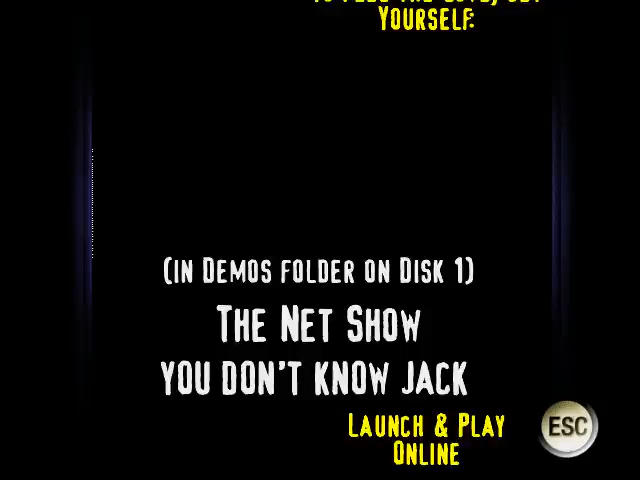 YOURSELF:
(IN DEMOS FOLDER ON DISK 1)
THE NET SHOW
YOU DON'T KNOW JACK
LAUNCH & PLAY
ONLINE
ESC